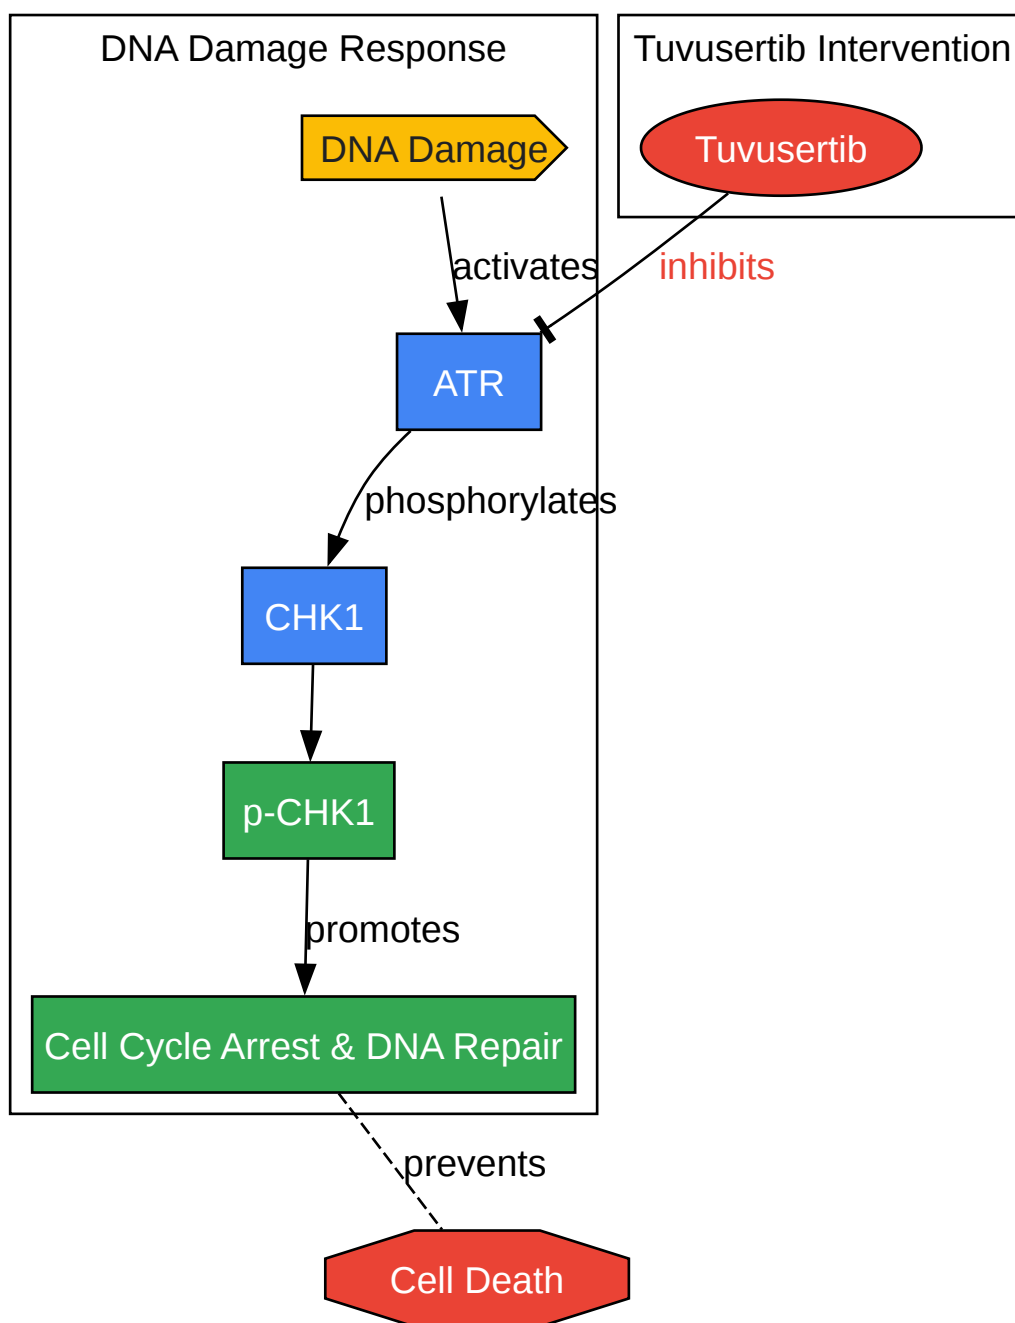 DNA Damage Response
Tuvusertib Intervention
DNA Damage
Tuvusertib
activates
inhibits
ATR
phosphorylates
CHK1
p-CHK1
promotes
Cell Cycle Arrest & DNA Repair
prevents
Cell Death